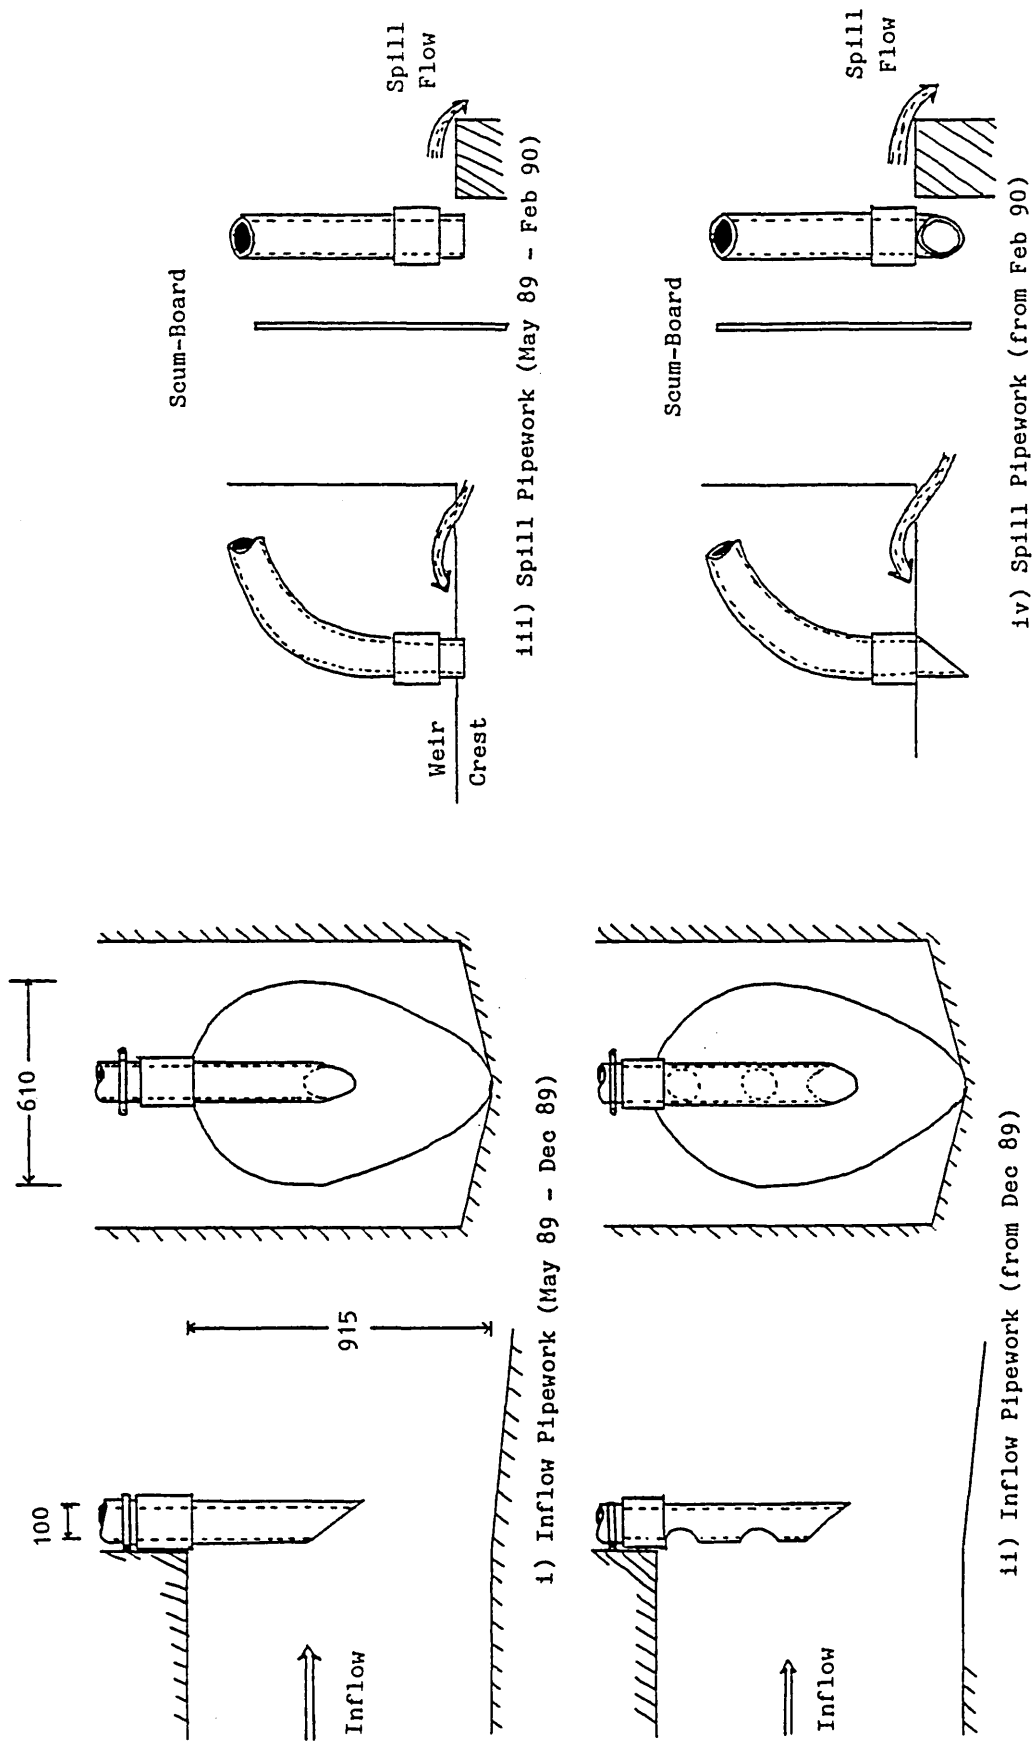 610
100
915
Inflow
i) Inflow Pipework (May 89 - Dec 89)
Inflow
ii) Inflow Pipework (from Dec 89)
Scum-Board
Spill
Flow
Weir
Crest
iii) Spill Pipework (May 89 - Feb 90)
Scum-Board
Spill
Flow
iv) Spill Pipework (from Feb 90)